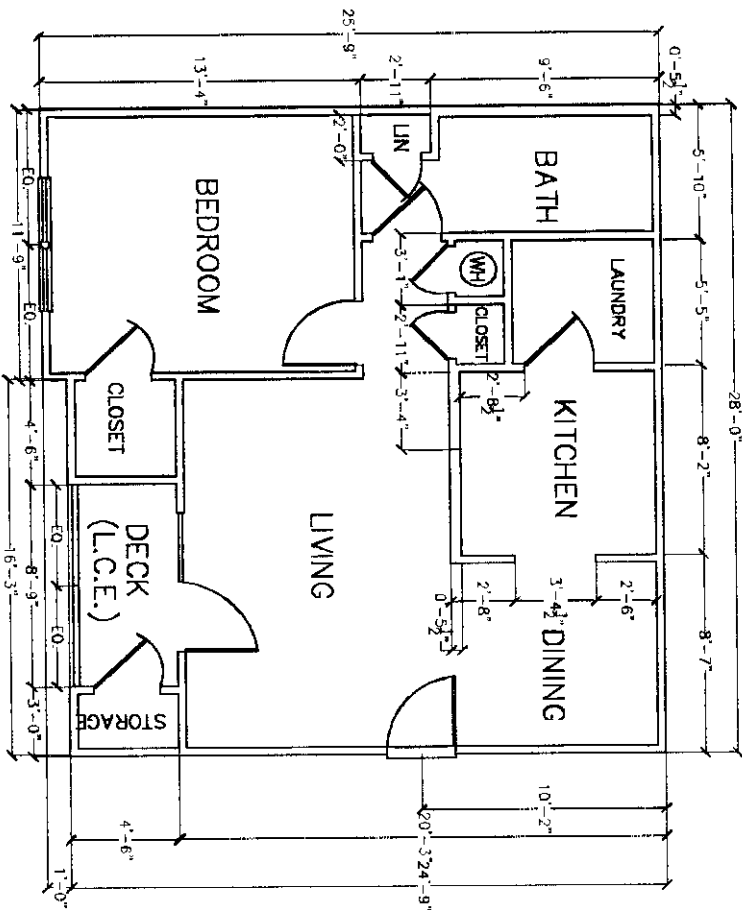 25'-9"
13'-4"
2'-11"
9'-6"
0'-5½"
28'-0"
5'-10"
5'-5"
8'-2"
8'-7"
2'-0"
LIN
BATH
BEDROOM
WH
LAUNDRY
CLOSET
3'-1"
2'-11"
3'-4"
2'-8½"
KITCHEN
EQ.
11'-9"
EQ.
CLOSET
LIVING
4'-6"
DECK
(L.C.E.)
EQ.
8'-9"
EQ.
16'-3"
3'-0"
STORAGE
0'-5½"
2'-8"
3'-4½"
2'-6"
DINING
10'-2"
4'-6"
20'-3"
24'-9"
1'-0"